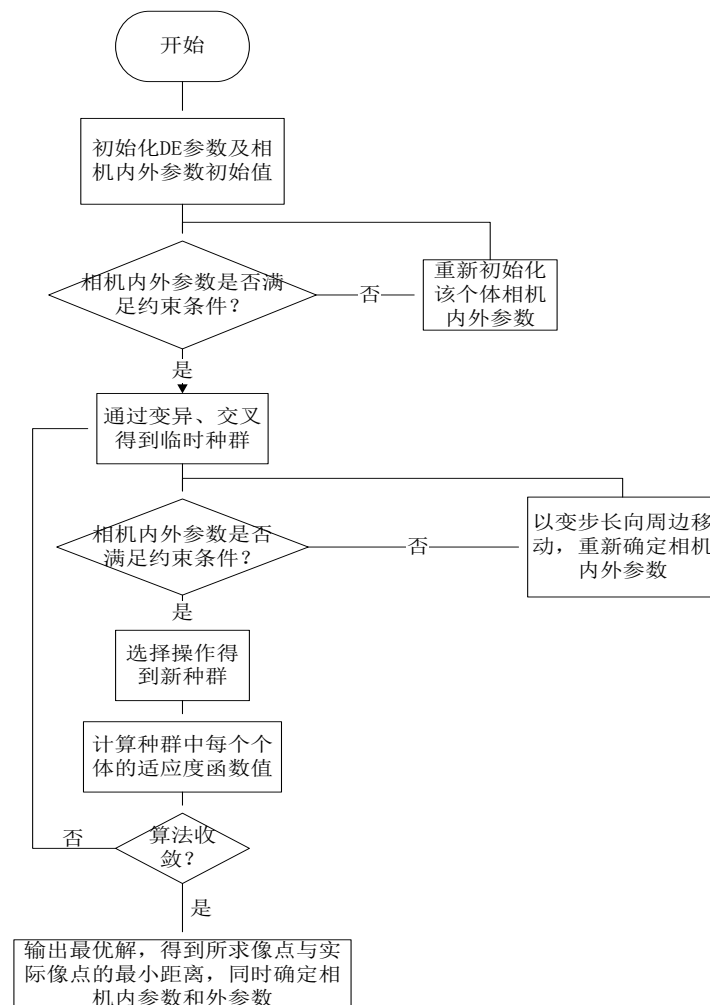 开始
初始化DE参数及相
机内外参数初始值
相机内外参数是否满
足约束条件？
否
重新初始化
该个体相机
内外参数
是
通过变异、交叉
得到临时种群
相机内外参数是否
满足约束条件？
否
以变步长向周边移
动，重新确定相机
内外参数
是
选择操作得
到新种群
计算种群中每个个
体的适应度函数值
算法收
敛？
否
是
输出最优解，得到所求像点与实
际像点的最小距离，同时确定相
机内参数和外参数